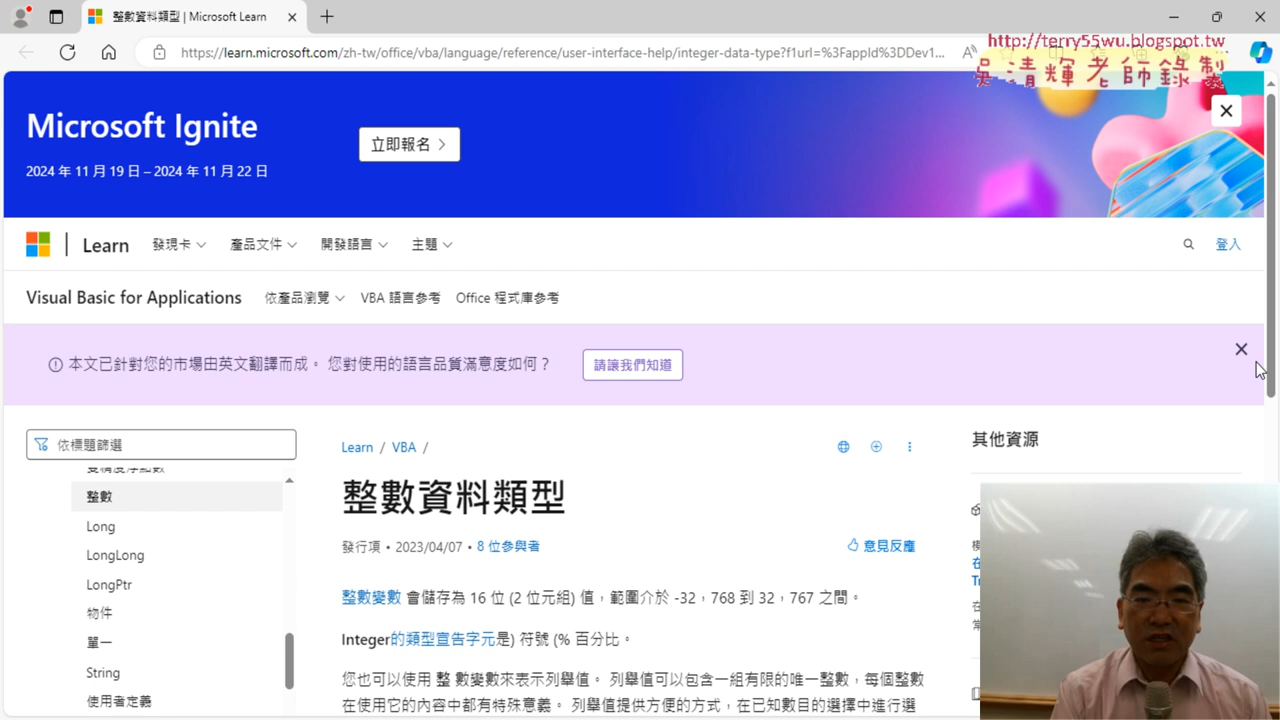 整數資料類型 | Microsoft Learn
https://learn.microsoft.com/zh-tw/office/vba/language/reference/user-interface-help/integer-data-type?f1url=%3FappId%3DDev1...
http://terry55wu.blogspot.tw
吳清輝老師錄製
Microsoft Ignite
立即報名
2024 年 11 月 19 日 – 2024 年 11 月 22 日
Learn 發現卡 產品文件 開發語言 主題 登入
Visual Basic for Applications 依產品瀏覽 VBA 語言參考 Office 程式庫參考
本文已針對您的市場由英文翻譯而成。 您對使用的語言品質滿意度如何？ 請讓我們知道
依標題篩選
雙精度浮點數
整數
Long
LongLong
LongPtr
物件
單一
String
使用者定義
Learn / VBA /
整數資料類型
發行項 • 2023/04/07 • 8 位參與者
意見反應
整數變數 會儲存為 16 位 (2 位元組) 值，範圍介於 -32，768 到 32，767 之間。
Integer的類型宣告字元是) 符號 (% 百分比。
您也可以使用 整 數變數來表示列舉值。 列舉值可以包含一組有限的唯一整數，每個整數
在使用它的內容中都有特殊意義。 列舉值提供方便的方式，在已知數目的選擇中進行選
其他資源